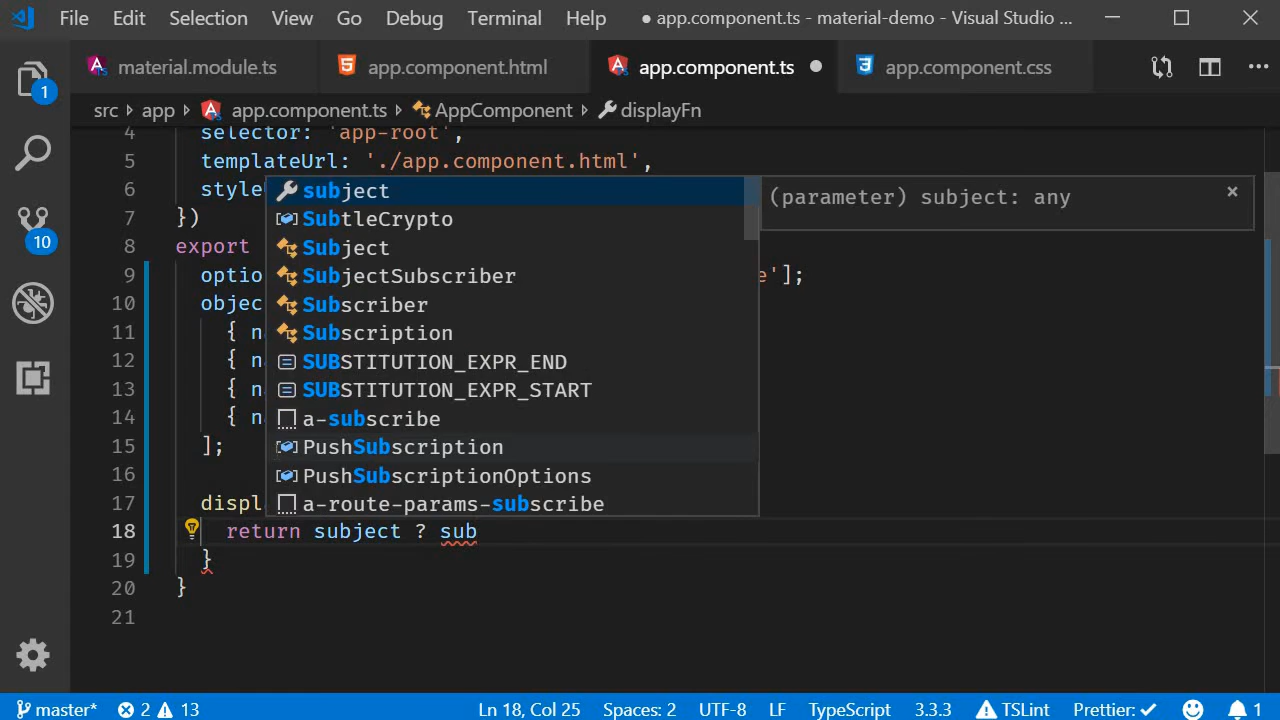 File Edit Selection View Go Debug Terminal Help ● app.component.ts - material-demo - Visual Studio ...
material.module.ts app.component.html app.component.ts app.component.css
src > app > app.component.ts > AppComponent > displayFn
4 selector: 'app-root',
5 templateUrl: './app.component.html',
6 style
7 })
8 export
9 optio e'];
10 objec
11 { n
12 { n
13 { n
14 { n
15 ];
16
17 displ
18 return subject ? sub
19 }
20 }
21
subject
SubtleCrypto
Subject
SubjectSubscriber
Subscriber
Subscription
SUBSTITUTION_EXPR_END
SUBSTITUTION_EXPR_START
a-subscribe
PushSubscription
PushSubscriptionOptions
a-route-params-subscribe
(parameter) subject: any
1
10
master* 2 13 Ln 18, Col 25 Spaces: 2 UTF-8 LF TypeScript 3.3.3 TSLint Prettier: ✓ 1